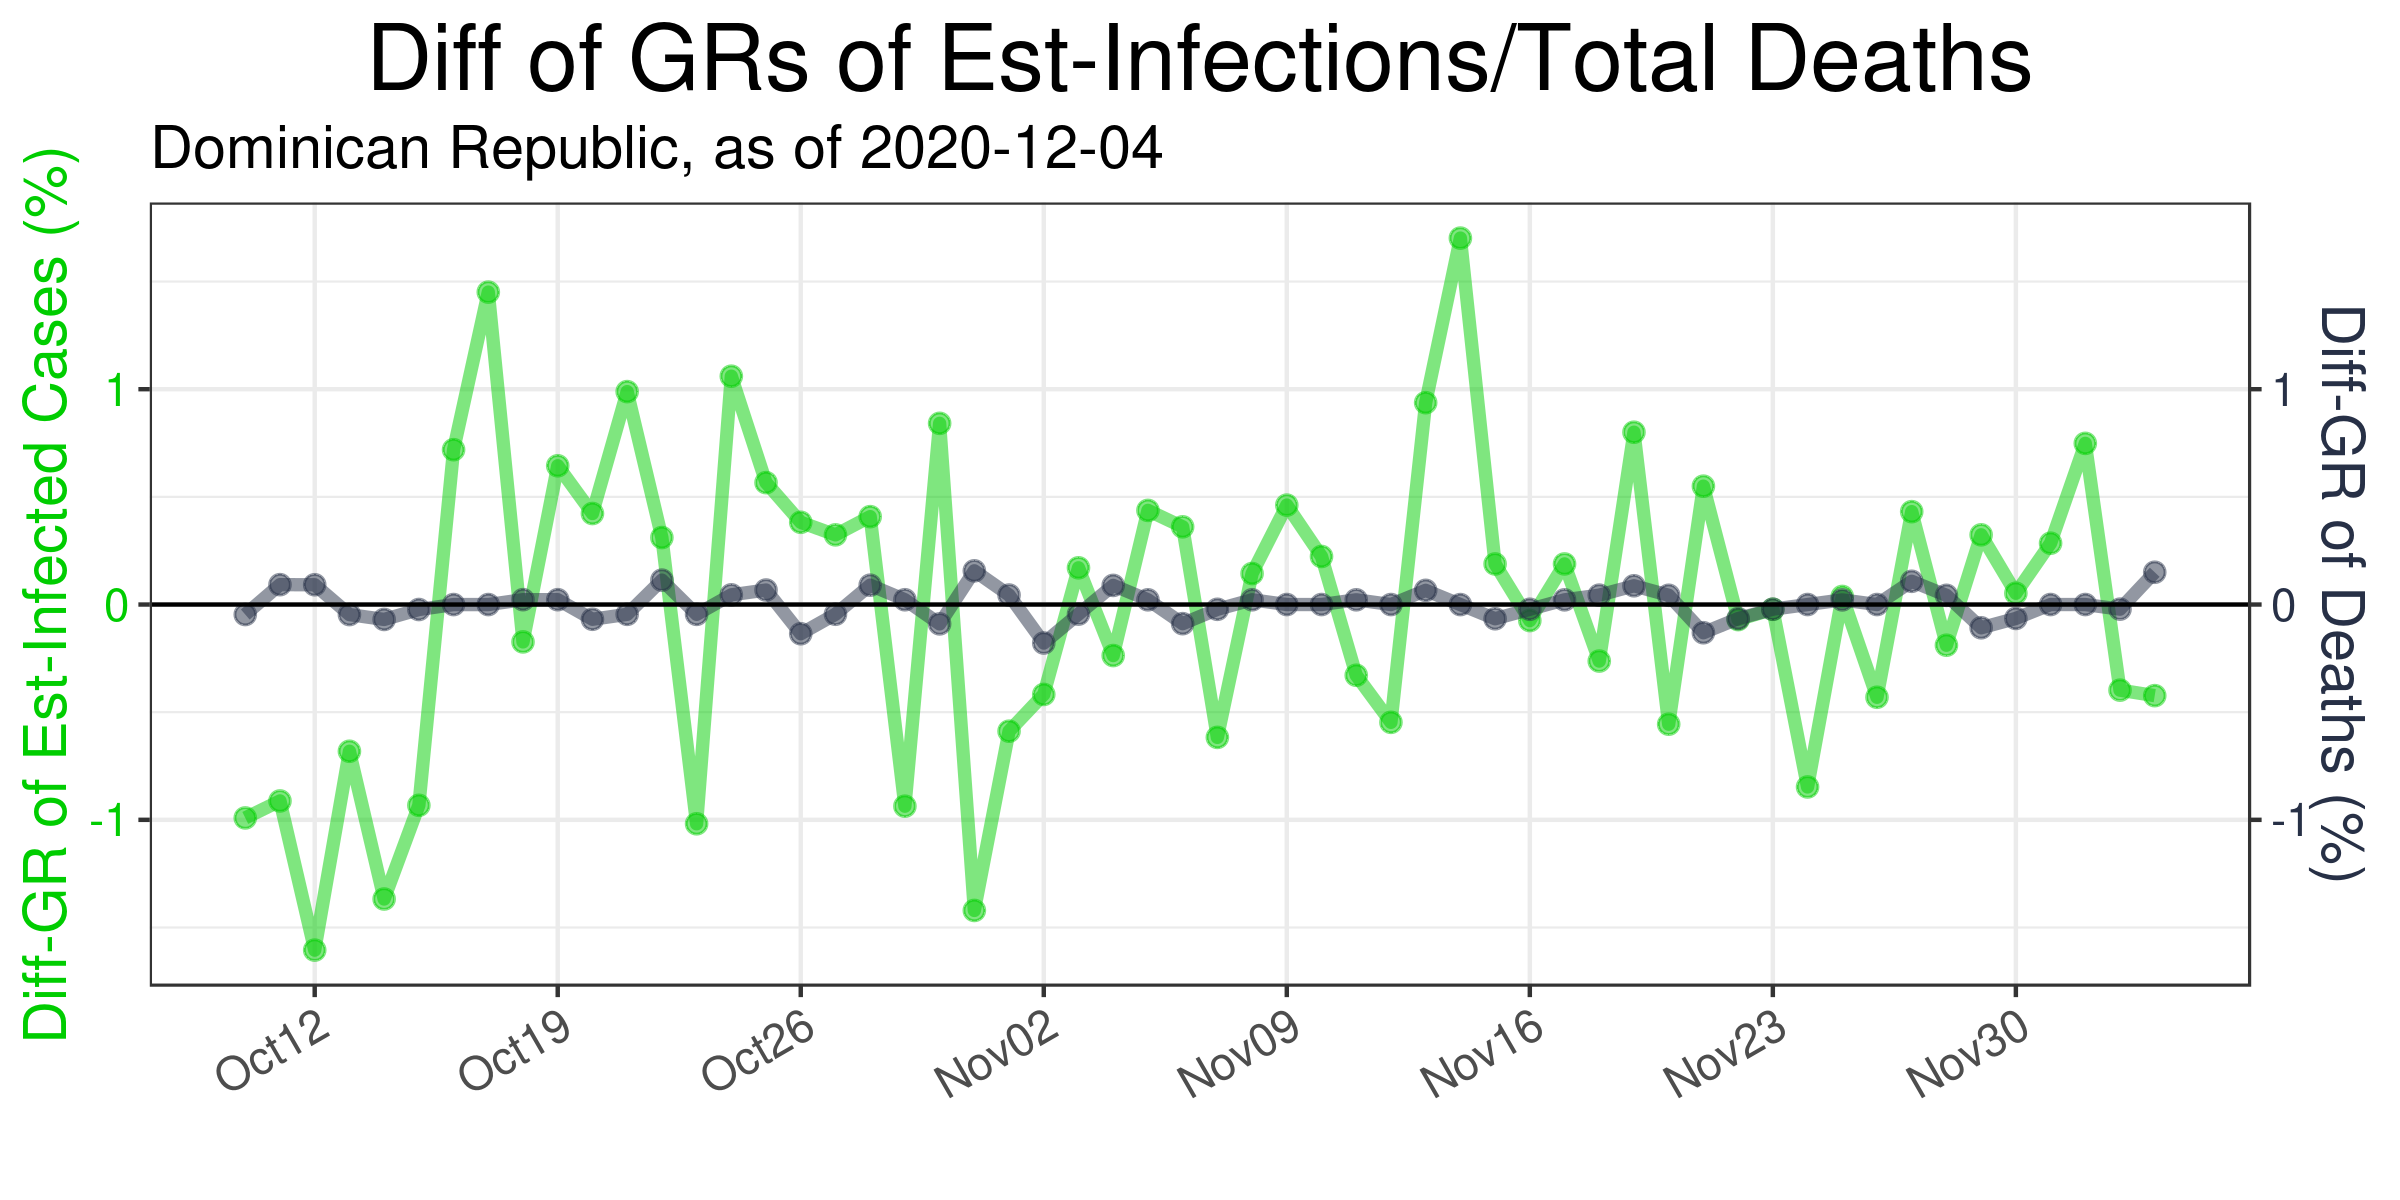 Diff of GRs of Est-Infections/Total Deaths
Dominican Republic, as of 2020-12-04
Diff-GR of Est-Infected Cases (%)
1
0
-1
1
0
-1
Diff-GR of Deaths (%)
Oct12
Oct19
Oct26
Nov02
Nov09
Nov16
Nov23
Nov30